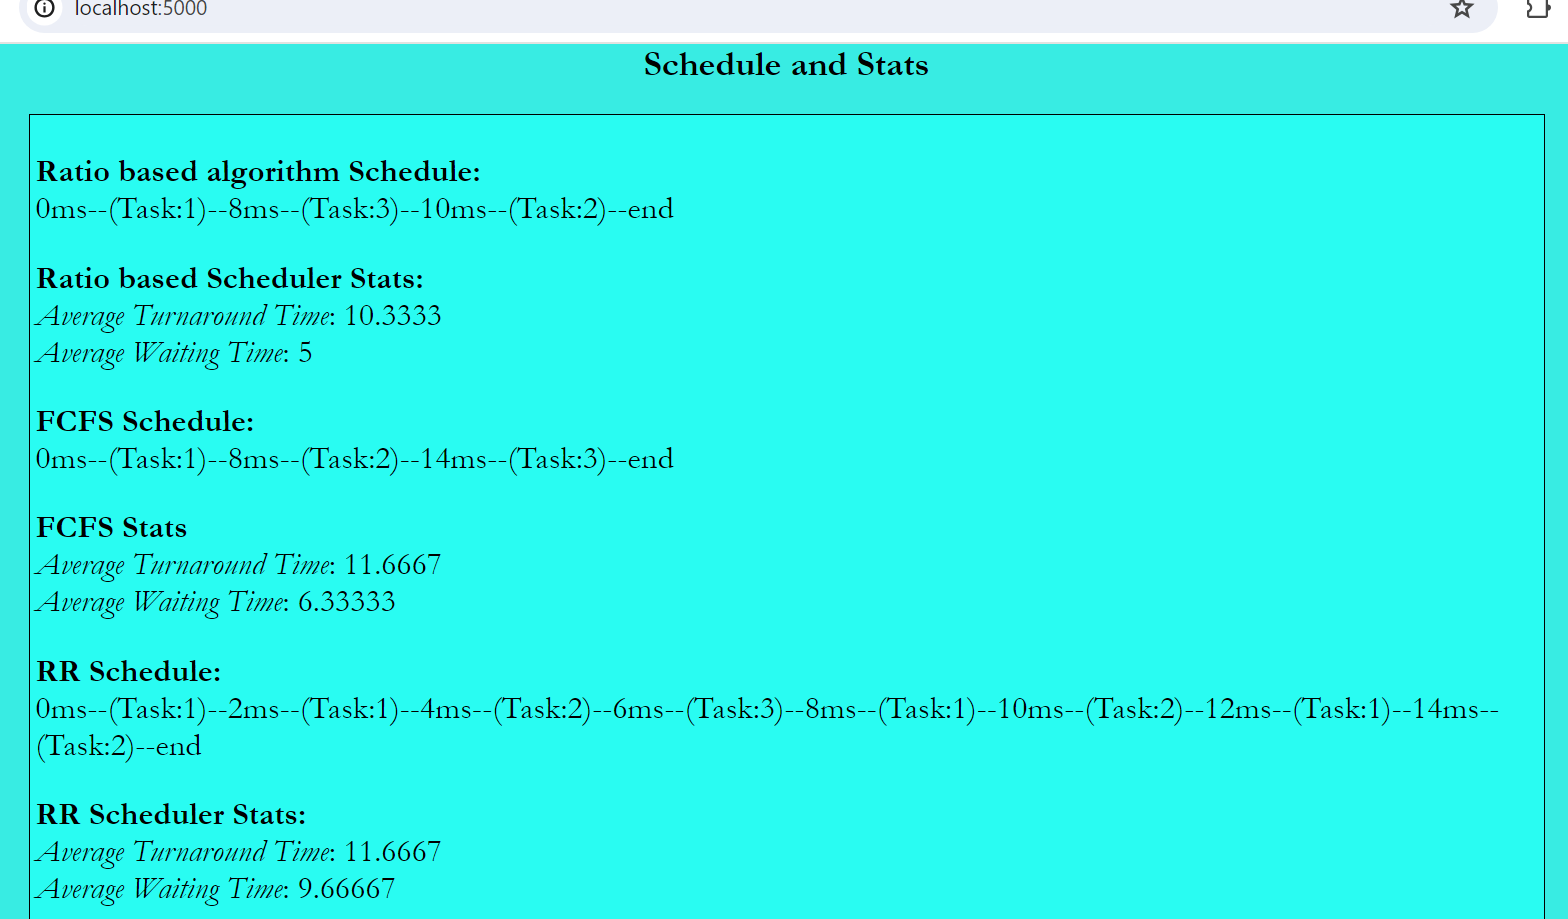 localhost:5000
Schedule and Stats
Ratio based algorithm Schedule:
0ms--(Task:1)--8ms--(Task:3)--10ms--(Task:2)--end
Ratio based Scheduler Stats:
Average Turnaround Time: 10.3333
Average Waiting Time: 5
FCFS Schedule:
0ms--(Task:1)--8ms--(Task:2)--14ms--(Task:3)--end
FCFS Stats
Average Turnaround Time: 11.6667
Average Waiting Time: 6.33333
RR Schedule:
0ms--(Task:1)--2ms--(Task:1)--4ms--(Task:2)--6ms--(Task:3)--8ms--(Task:1)--10ms--(Task:2)--12ms--(Task:1)--14ms--
(Task:2)--end
RR Scheduler Stats:
Average Turnaround Time: 11.6667
Average Waiting Time: 9.66667